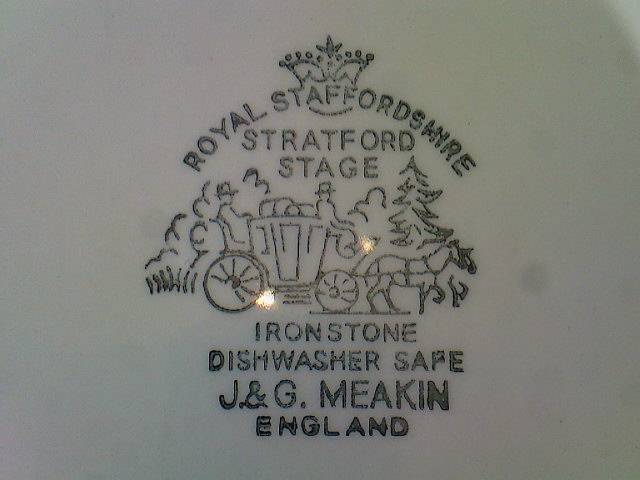 ROYAL STAFFORDSHIRE
STRATFORD
STAGE
IRONSTONE
DISHWASHER SAFE
J.&G. MEAKIN
ENGLAND